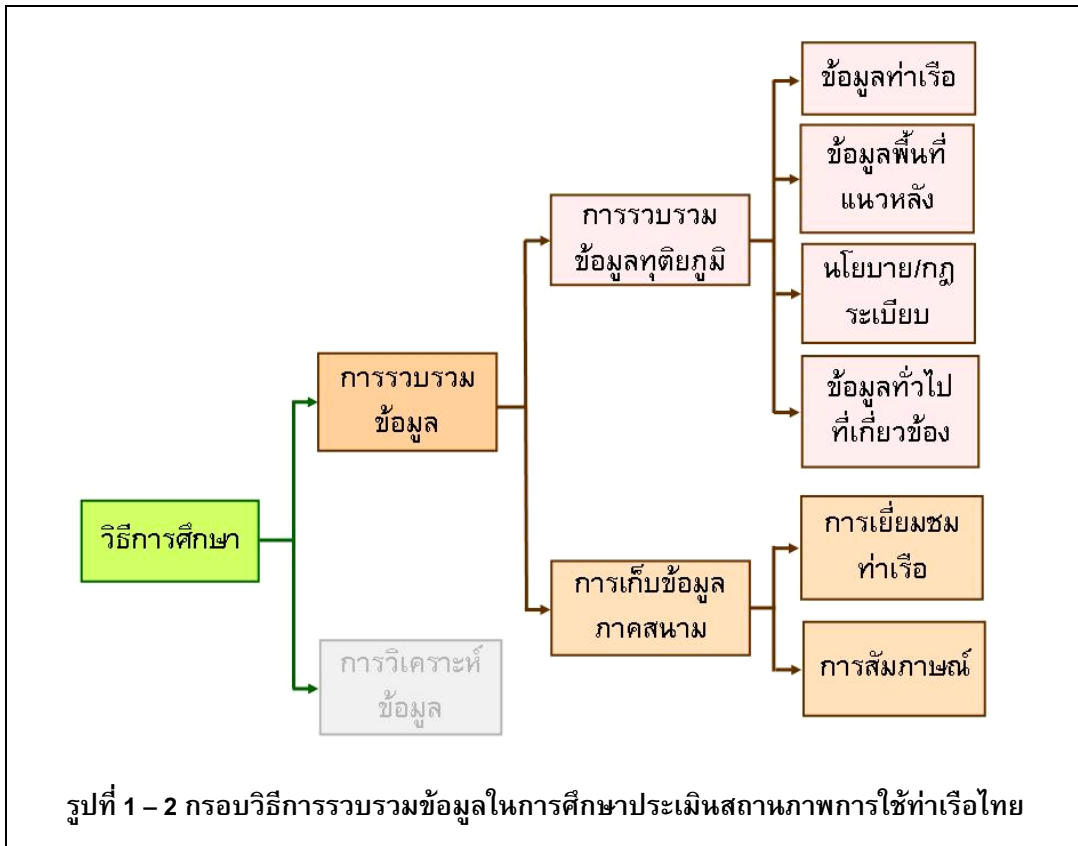 วิธีการศึกษา
การรวบรวม
ข้อมูล
การวิเคราะห์
ข้อมูล
การรวบรวม
ข้อมูลทุติยภูมิ
การเก็บข้อมูล
ภาคสนาม
ข้อมูลท่าเรือ
ข้อมูลพื้นที่
แนวหลัง
นโยบาย/กฎ
ระเบียบ
ข้อมูลทั่วไป
ที่เกี่ยวข้อง
การเยี่ยมชม
ท่าเรือ
การสัมภาษณ์
รูปที่ 1 – 2 กรอบวิธีการรวบรวมข้อมูลในการศึกษาประเมินสถานภาพการใช้ท่าเรือไทย